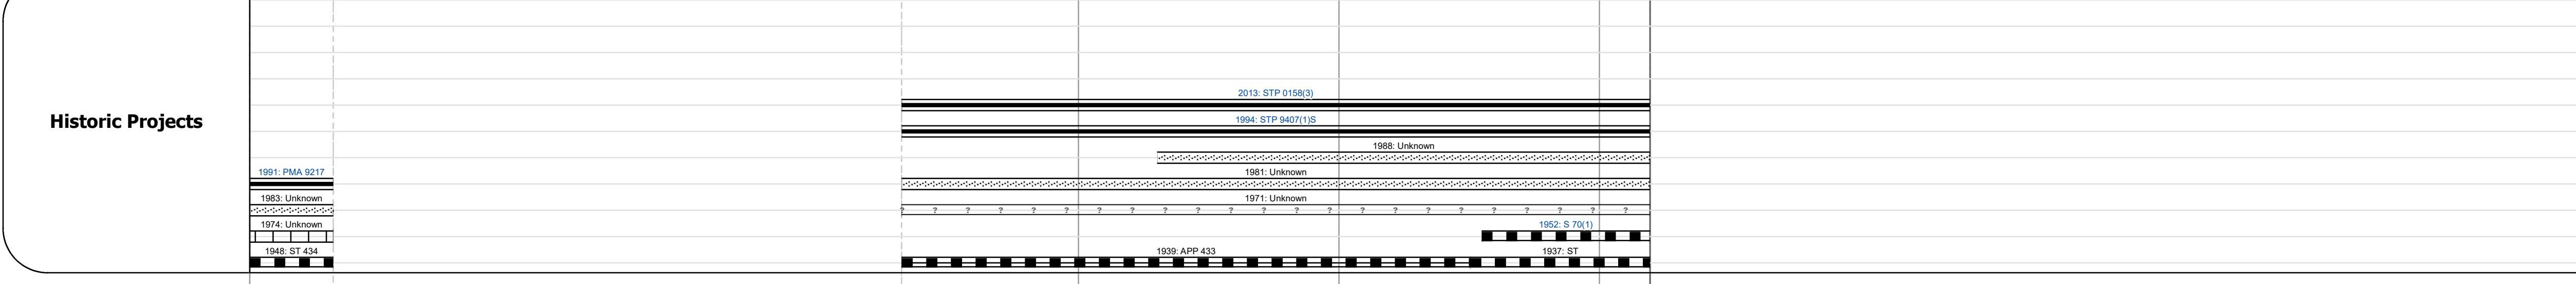 Historic Projects
2013: STP 0158(3)
1994: STP 9407(1)S
1988: Unknown
1991: PMA 9217
1981: Unknown
1983: Unknown
1971: Unknown
? ? ? ? ? ? ? ? ? ? ? ? ? ? ? ? ? ? ? ? ? ? ?
1974: Unknown
1952: S 70(1)
1948: ST 434
1939: APP 433
1937: ST